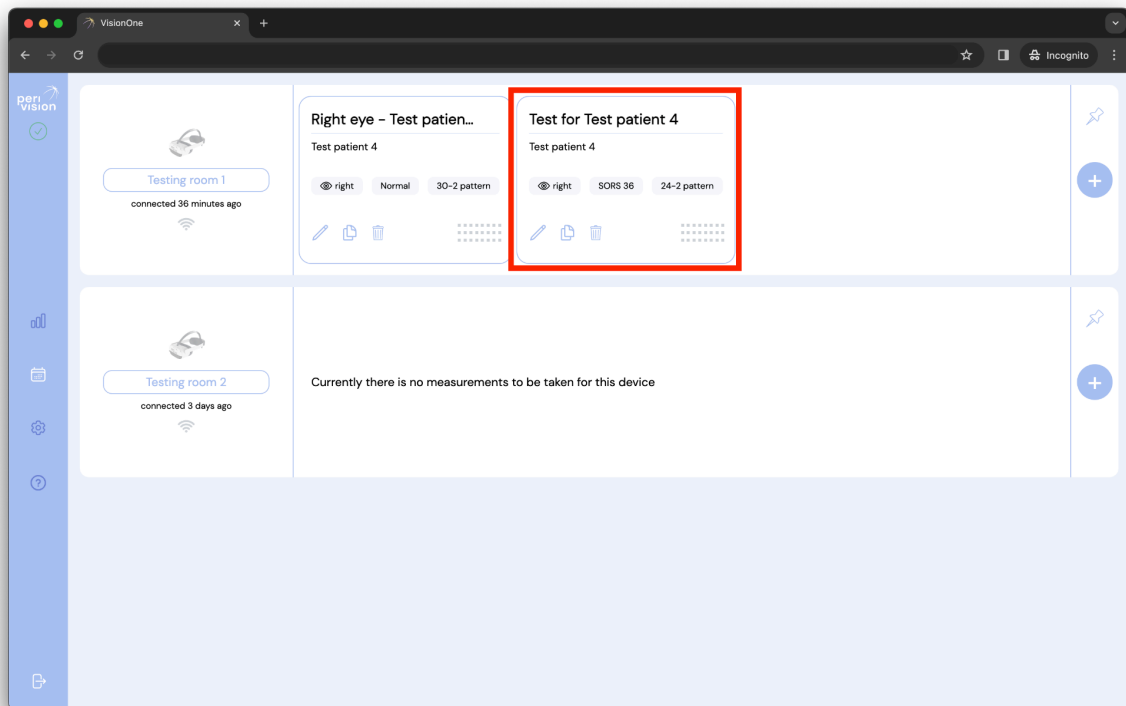 VisionOne
Incognito
peri
vision
Testing room 1
connected 36 minutes ago
Right eye - Test patien...
Test patient 4
right
Normal
30-2 pattern
Test for Test patient 4
Test patient 4
right
SORS 36
24-2 pattern
Testing room 2
connected 3 days ago
Currently there is no measurements to be taken for this device